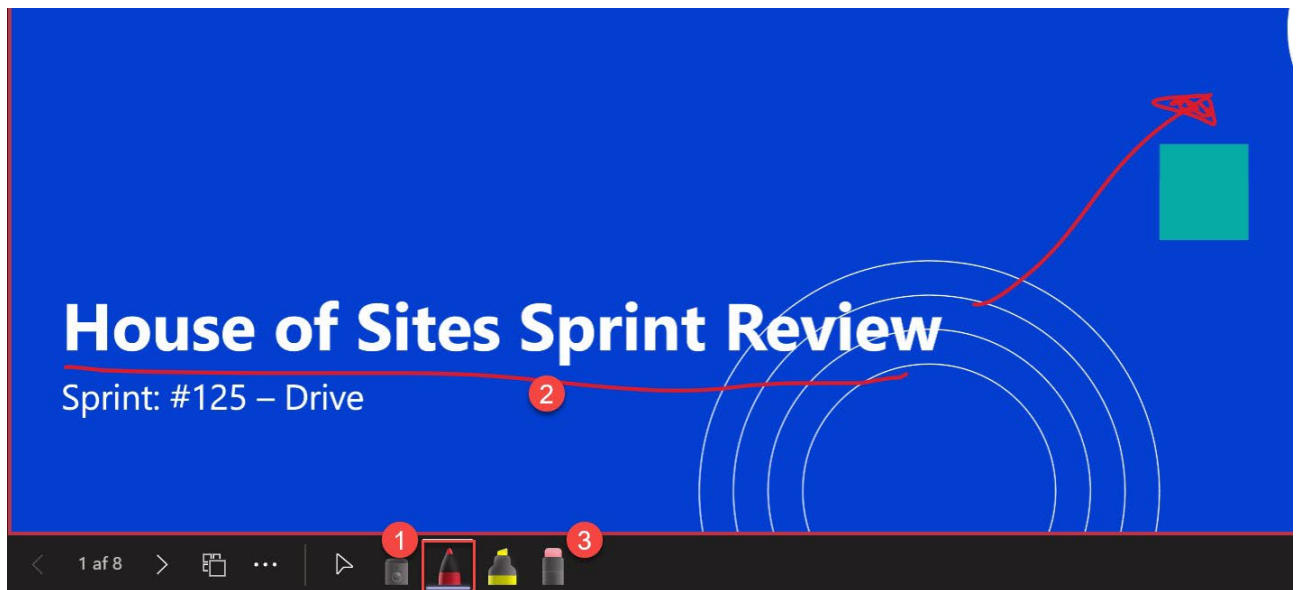 House of Sites Sprint Review
2
Sprint: #125 – Drive
1
3
1 af 8